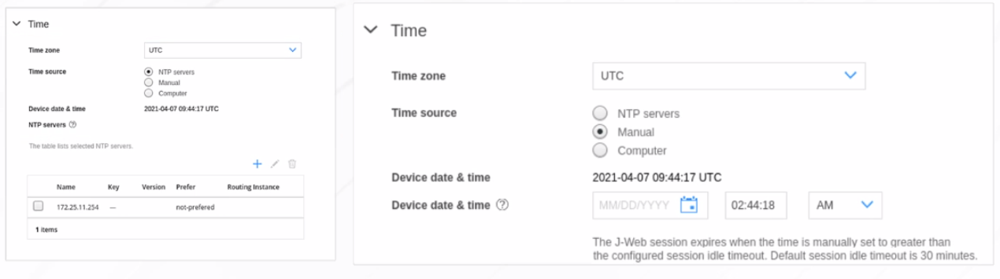 Time
Time zone UTC
Time source NTP servers
Manual
Computer
Device date & time 2021-04-07 09:44:17 UTC
NTP servers ?
The table lists selected NTP servers.
Name Key Version Prefer Routing Instance
172.25.11.254 — not-prefered
1 items
Time
Time zone UTC
Time source NTP servers
Manual
Computer
Device date & time 2021-04-07 09:44:17 UTC
Device date & time ? MM/DD/YYYY 02:44:18 AM
The J-Web session expires when the time is manually set to greater than
the configured session idle timeout. Default session idle timeout is 30 minutes.